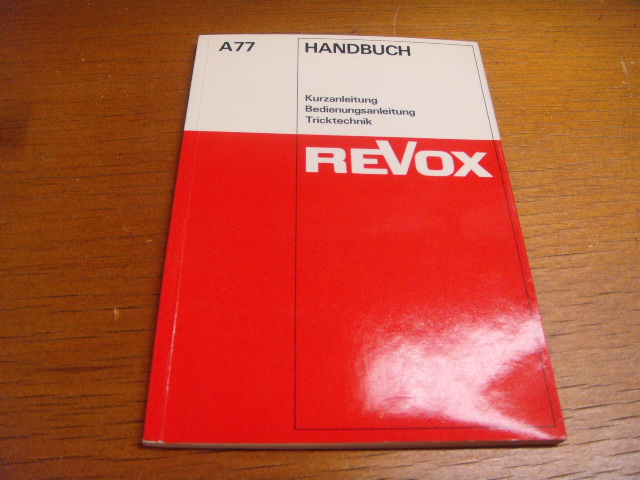 A77 HANDBUCH
Kurzanleitung
Bedienungsanleitung
Tricktechnik
REVOX